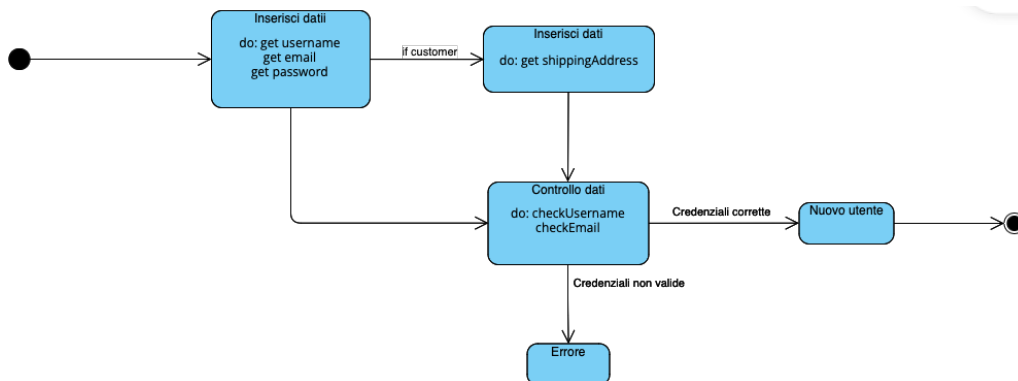 Inserisci datii
do: get username
get email
get password
if customer
Inserisci dati
do: get shippingAddress
Controllo dati
do: checkUsername
checkEmail
Credenziali corrette
Nuovo utente
Credenziali non valide
Errore